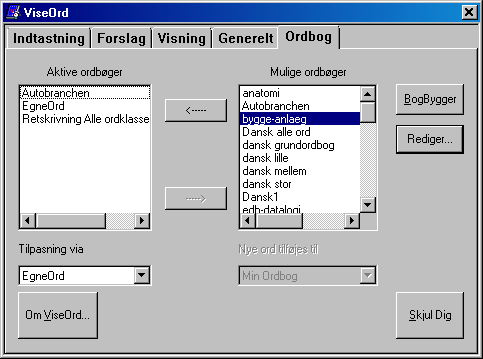 ViseOrd
Indtastning Forslag Visning Generelt Ordbog
Aktive ordbøger
Autobranchen
EgneOrd
Retskrivning Alle ordklasse
<-----
----->
Mulige ordbøger
anatomi
Autobranchen
bygge-anlaeg
Dansk alle ord
dansk grundordbog
dansk lille
dansk mellem
dansk stor
Dansk1
edb-datalogi
BogBygger
Rediger...
Tilpasning via
EgneOrd
Nye ord tilføjes til
Min Ordbog
Om ViseOrd...
Skjul Dig